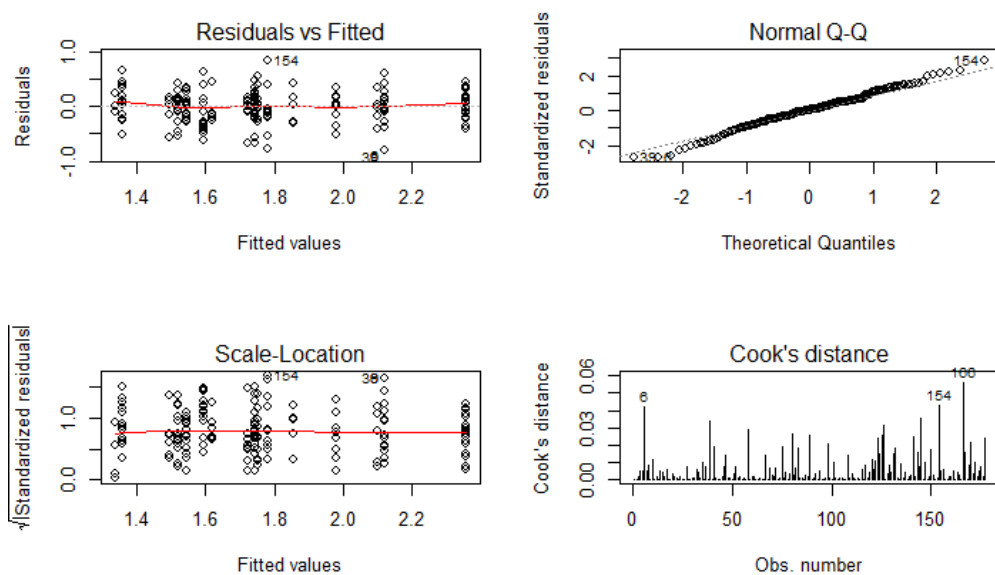 Residuals vs Fitted
Residuals
1.0
0.0
-1.0
154
1.4 1.6 1.8 2.0 2.2
Fitted values
Normal Q-Q
Standardized residuals
2
0
-2
154
-2 -1 0 1 2
Theoretical Quantiles
Scale-Location
√|Standardized residuals|
1.0
0.0
154
1.4 1.6 1.8 2.0 2.2
Fitted values
Cook's distance
Cook's distance
0.06
0.03
0.00
6
154
166
0 50 100 150
Obs. number